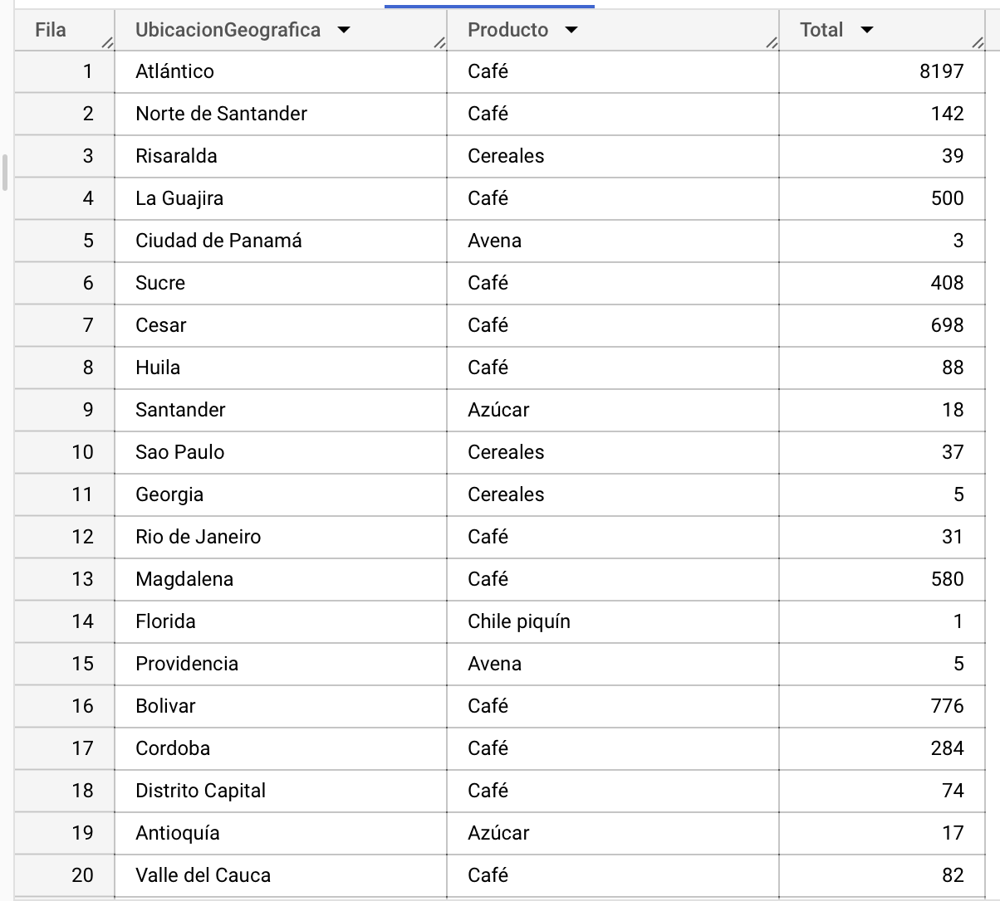 Fila UbicacionGeografica Producto Total
1 Atlántico Café 8197
2 Norte de Santander Café 142
3 Risaralda Cereales 39
4 La Guajira Café 500
5 Ciudad de Panamá Avena 3
6 Sucre Café 408
7 Cesar Café 698
8 Huila Café 88
9 Santander Azúcar 18
10 Sao Paulo Cereales 37
11 Georgia Cereales 5
12 Rio de Janeiro Café 31
13 Magdalena Café 580
14 Florida Chile piquín 1
15 Providencia Avena 5
16 Bolivar Café 776
17 Cordoba Café 284
18 Distrito Capital Café 74
19 Antioquía Azúcar 17
20 Valle del Cauca Café 82